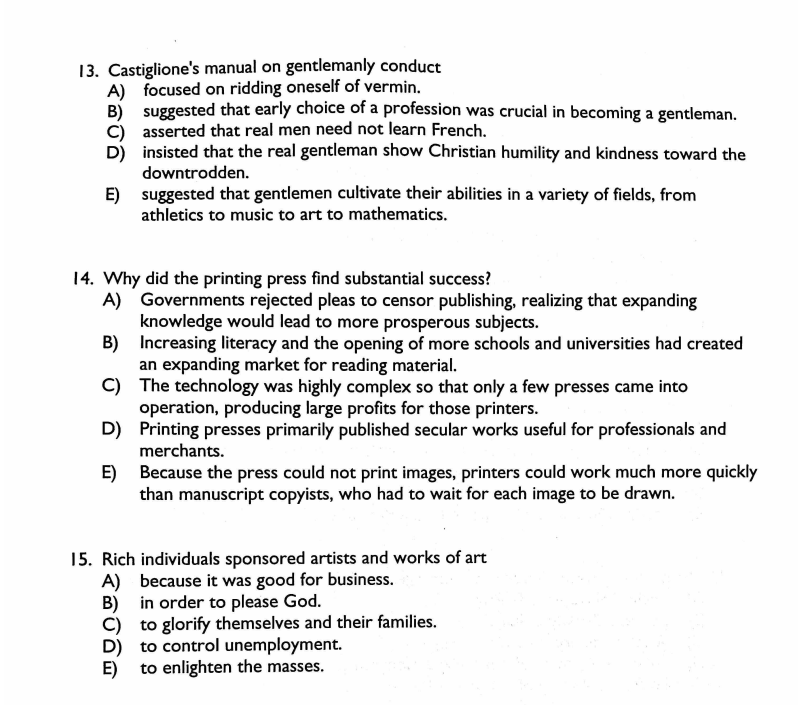 13. Castiglione's manual on gentlemanly conduct
A) focused on ridding oneself of vermin.
B) suggested that early choice of a profession was crucial in becoming a gentleman.
C) asserted that real men need not learn French.
D) insisted that the real gentleman show Christian humility and kindness toward the
downtrodden.
E) suggested that gentlemen cultivate their abilities in a variety of fields, from
athletics to music to art to mathematics.
14. Why did the printing press find substantial success?
A) Governments rejected pleas to censor publishing, realizing that expanding
knowledge would lead to more prosperous subjects.
B) Increasing literacy and the opening of more schools and universities had created
an expanding market for reading material.
C) The technology was highly complex so that only a few presses came into
operation, producing large profits for those printers.
D) Printing presses primarily published secular works useful for professionals and
merchants.
E) Because the press could not print images, printers could work much more quickly
than manuscript copyists, who had to wait for each image to be drawn.
15. Rich individuals sponsored artists and works of art
A) because it was good for business.
B) in order to please God.
C) to glorify themselves and their families.
D) to control unemployment.
E) to enlighten the masses.